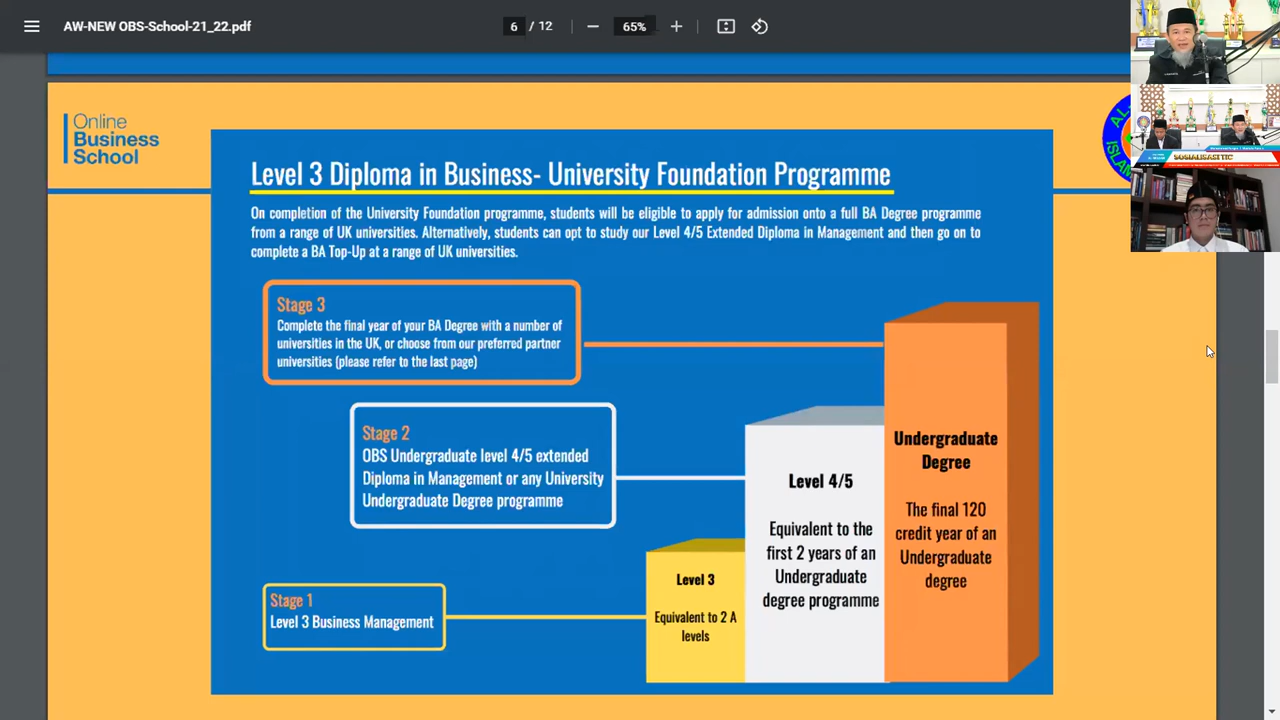 AW-NEW OBS-School-21_22.pdf
6 / 12
65%
Online
Business
School
AL-
ISLAM
SOSIALISASI TTC
Level 3 Diploma in Business- University Foundation Programme
On completion of the University Foundation programme, students will be eligible to apply for admission onto a full BA Degree programme
from a range of UK universities. Alternatively, students can opt to study our Level 4/5 Extended Diploma in Management and then go on to
complete a BA Top-Up at a range of UK universities.
Stage 3
Complete the final year of your BA Degree with a number of
universities in the UK, or choose from our preferred partner
universities (please refer to the last page)
Stage 2
OBS Undergraduate level 4/5 extended
Diploma in Management or any University
Undergraduate Degree programme
Stage 1
Level 3 Business Management
Level 3
Equivalent to 2 A
levels
Level 4/5
Equivalent to the
first 2 years of an
Undergraduate
degree programme
Undergraduate
Degree
The final 120
credit year of an
Undergraduate
degree